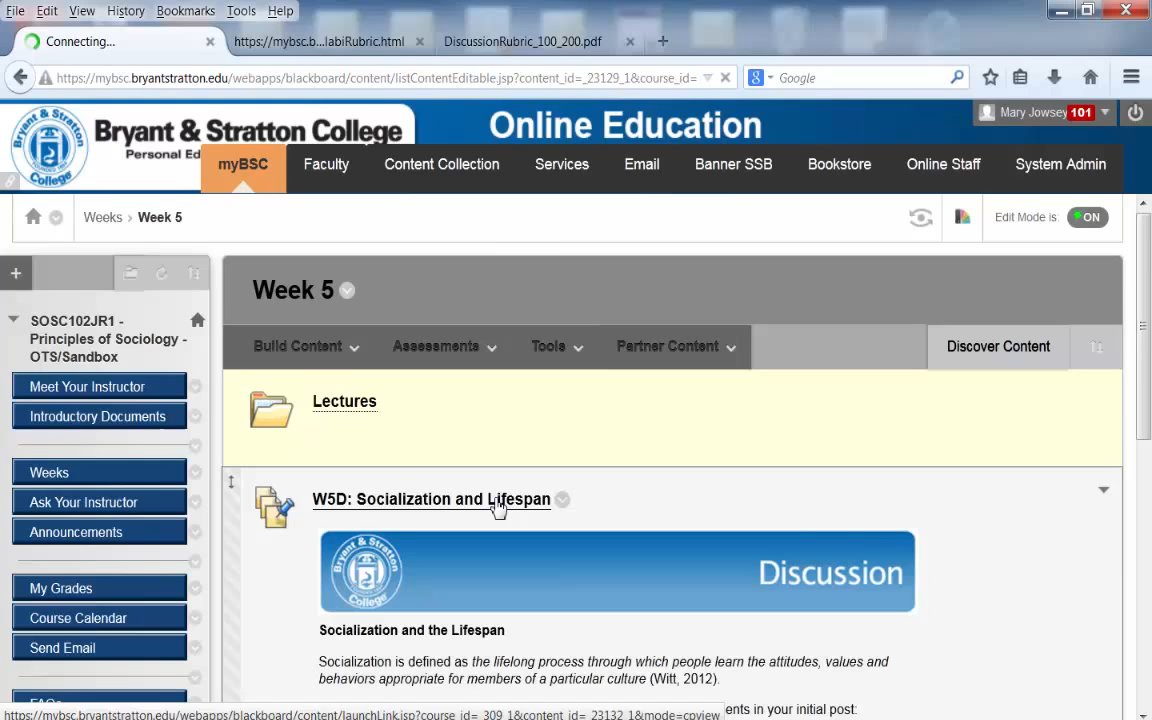 File Edit View History Bookmarks Tools Help
Connecting... https://mybsc.b...labiRubric.html DiscussionRubric_100_200.pdf
https://mybsc.bryantstratton.edu/webapps/blackboard/content/listContentEditable.jsp?content_id=_23129_1&course_id= Google
Bryant & Stratton College
Personal Ed
Online Education
Mary Jowsey 101
myBSC Faculty Content Collection Services Email Banner SSB Bookstore Online Staff System Admin
Weeks › Week 5
Edit Mode is: ON
Week 5
Build Content Assessments Tools Partner Content Discover Content
SOSC102JR1 -
Principles of Sociology -
OTS/Sandbox
Meet Your Instructor
Introductory Documents
Weeks
Ask Your Instructor
Announcements
My Grades
Course Calendar
Send Email
FAQs
Lectures
W5D: Socialization and Lifespan
Bryant & Stratton College
Discussion
Socialization and the Lifespan
Socialization is defined as the lifelong process through which people learn the attitudes, values and
behaviors appropriate for members of a particular culture (Witt, 2012).
ents in your initial post:
https://mybsc.bryantstratton.edu/webapps/blackboard/content/launchLink.jsp?course_id=_309_1&content_id=_23132_1&mode=cpview